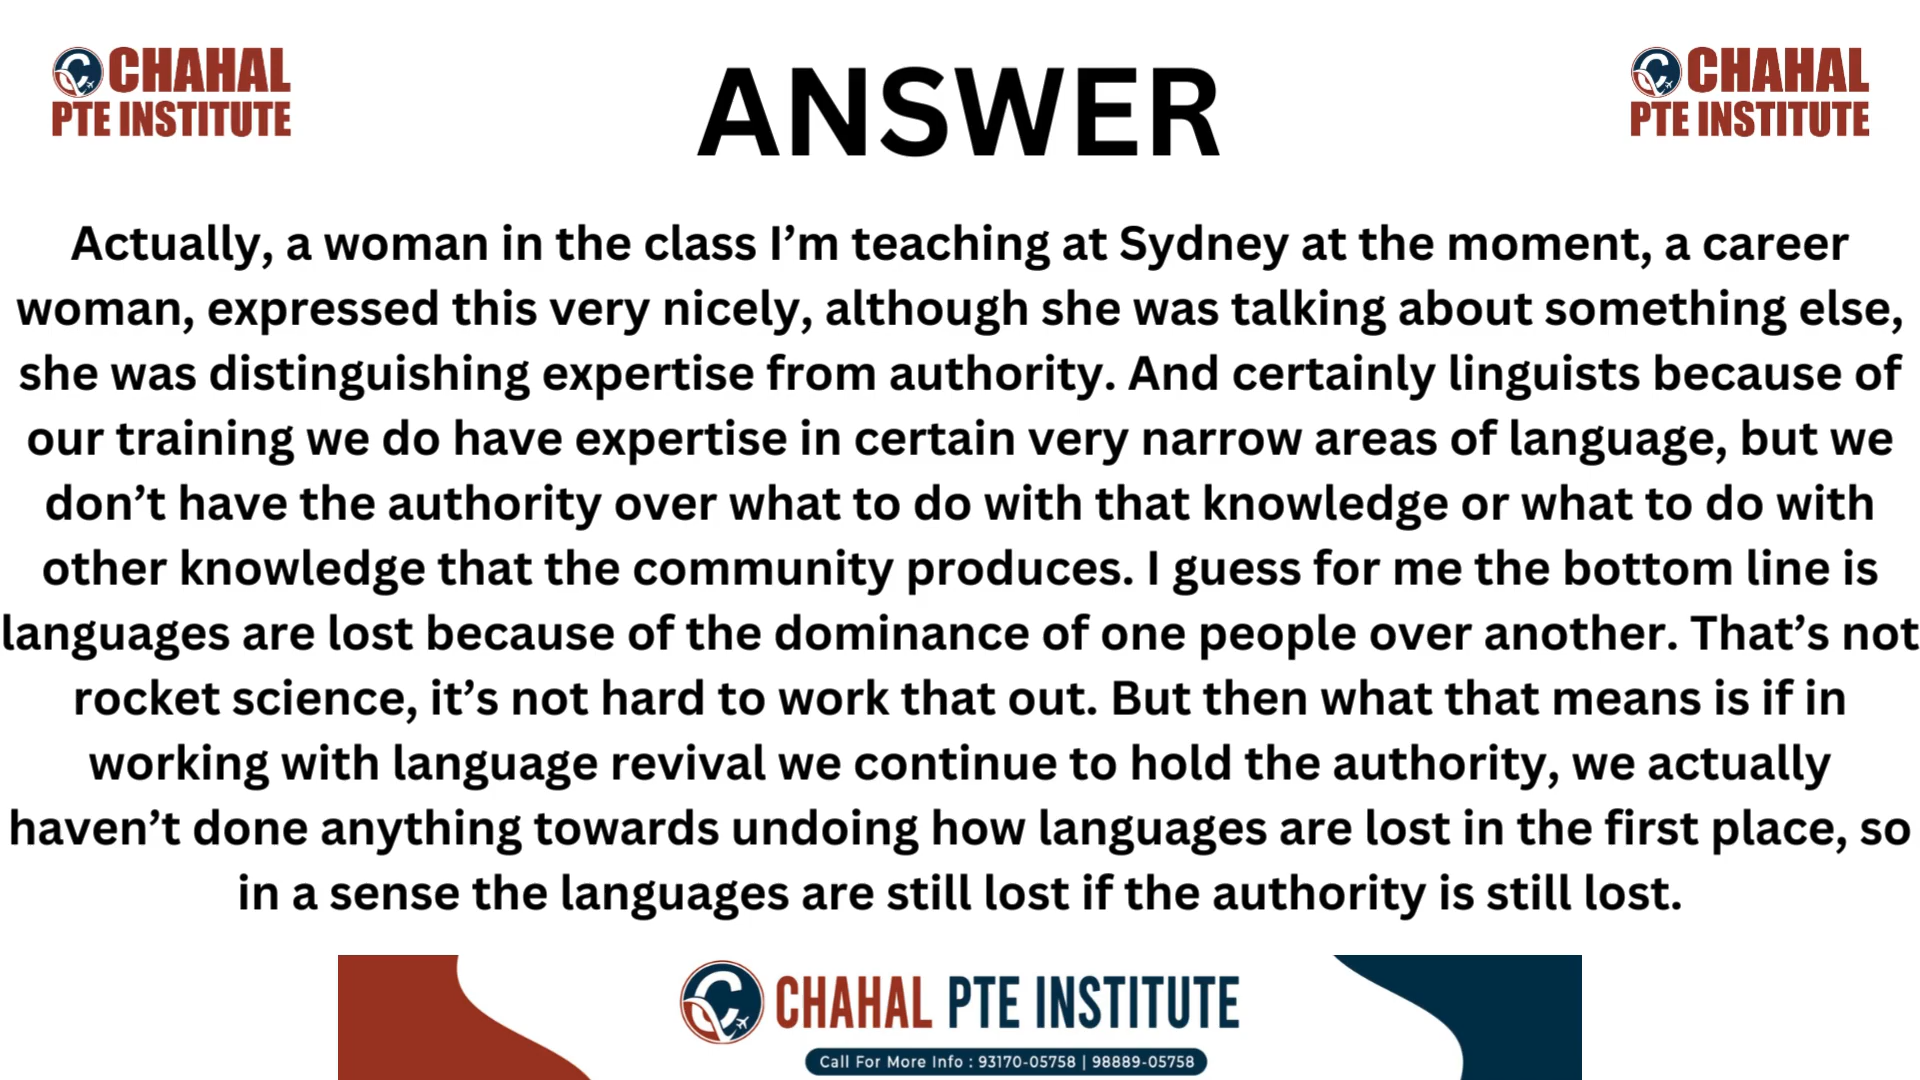 CHAHAL
PTE INSTITUTE
ANSWER
CHAHAL
PTE INSTITUTE
Actually, a woman in the class I’m teaching at Sydney at the moment, a career
woman, expressed this very nicely, although she was talking about something else,
she was distinguishing expertise from authority. And certainly linguists because of
our training we do have expertise in certain very narrow areas of language, but we
don’t have the authority over what to do with that knowledge or what to do with
other knowledge that the community produces. I guess for me the bottom line is
languages are lost because of the dominance of one people over another. That’s not
rocket science, it’s not hard to work that out. But then what that means is if in
working with language revival we continue to hold the authority, we actually
haven’t done anything towards undoing how languages are lost in the first place, so
in a sense the languages are still lost if the authority is still lost.
CHAHAL PTE INSTITUTE
Call For More Info : 93170-05758 | 98889-05758